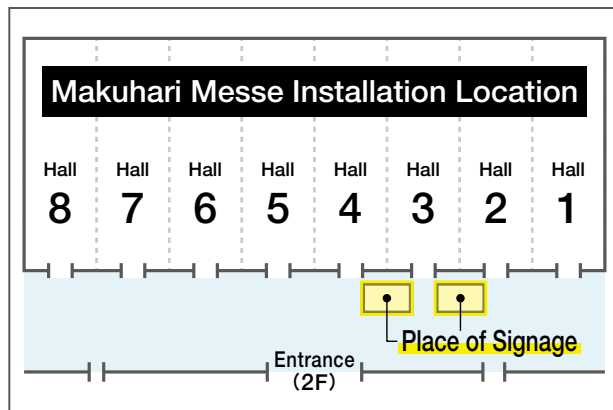 Makuhari Messe Installation Location
Hall Hall Hall Hall Hall Hall Hall Hall
8 7 6 5 4 3 2 1
Place of Signage
Entrance
(2F)